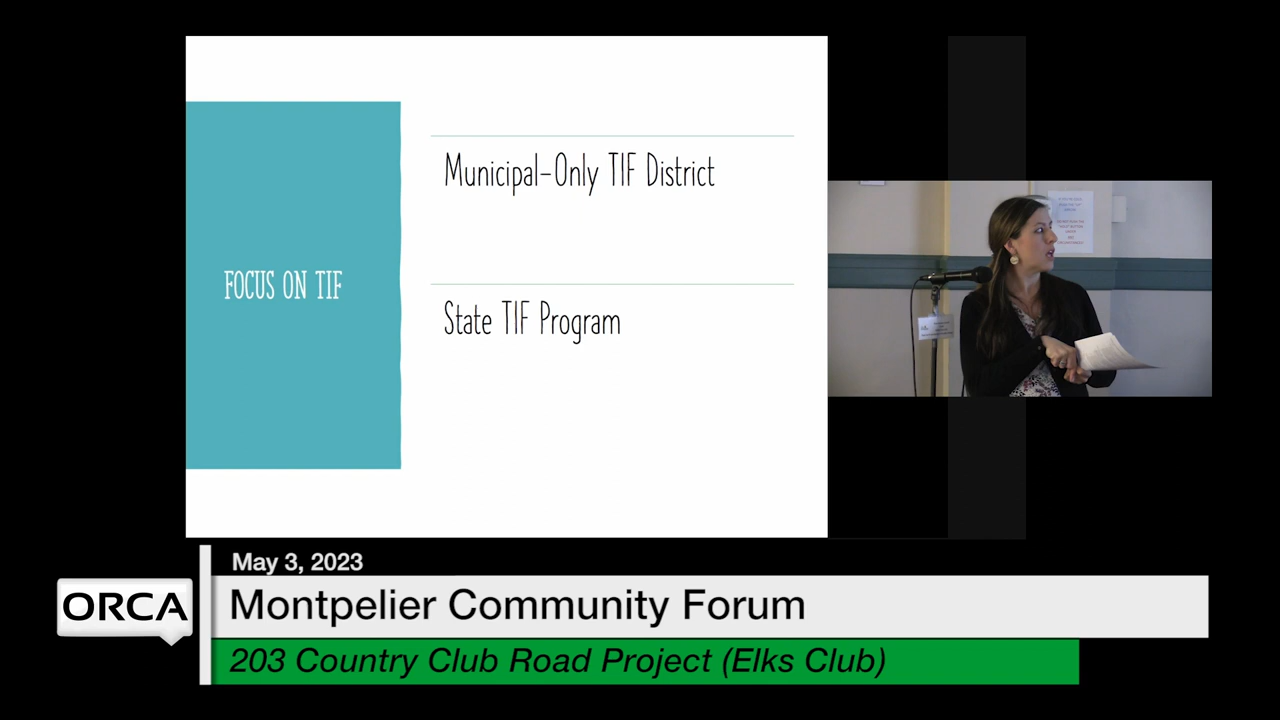 Municipal-Only TIF District
FOCUS ON TIF
State TIF Program
May 3, 2023
ORCA
Montpelier Community Forum
203 Country Club Road Project (Elks Club)